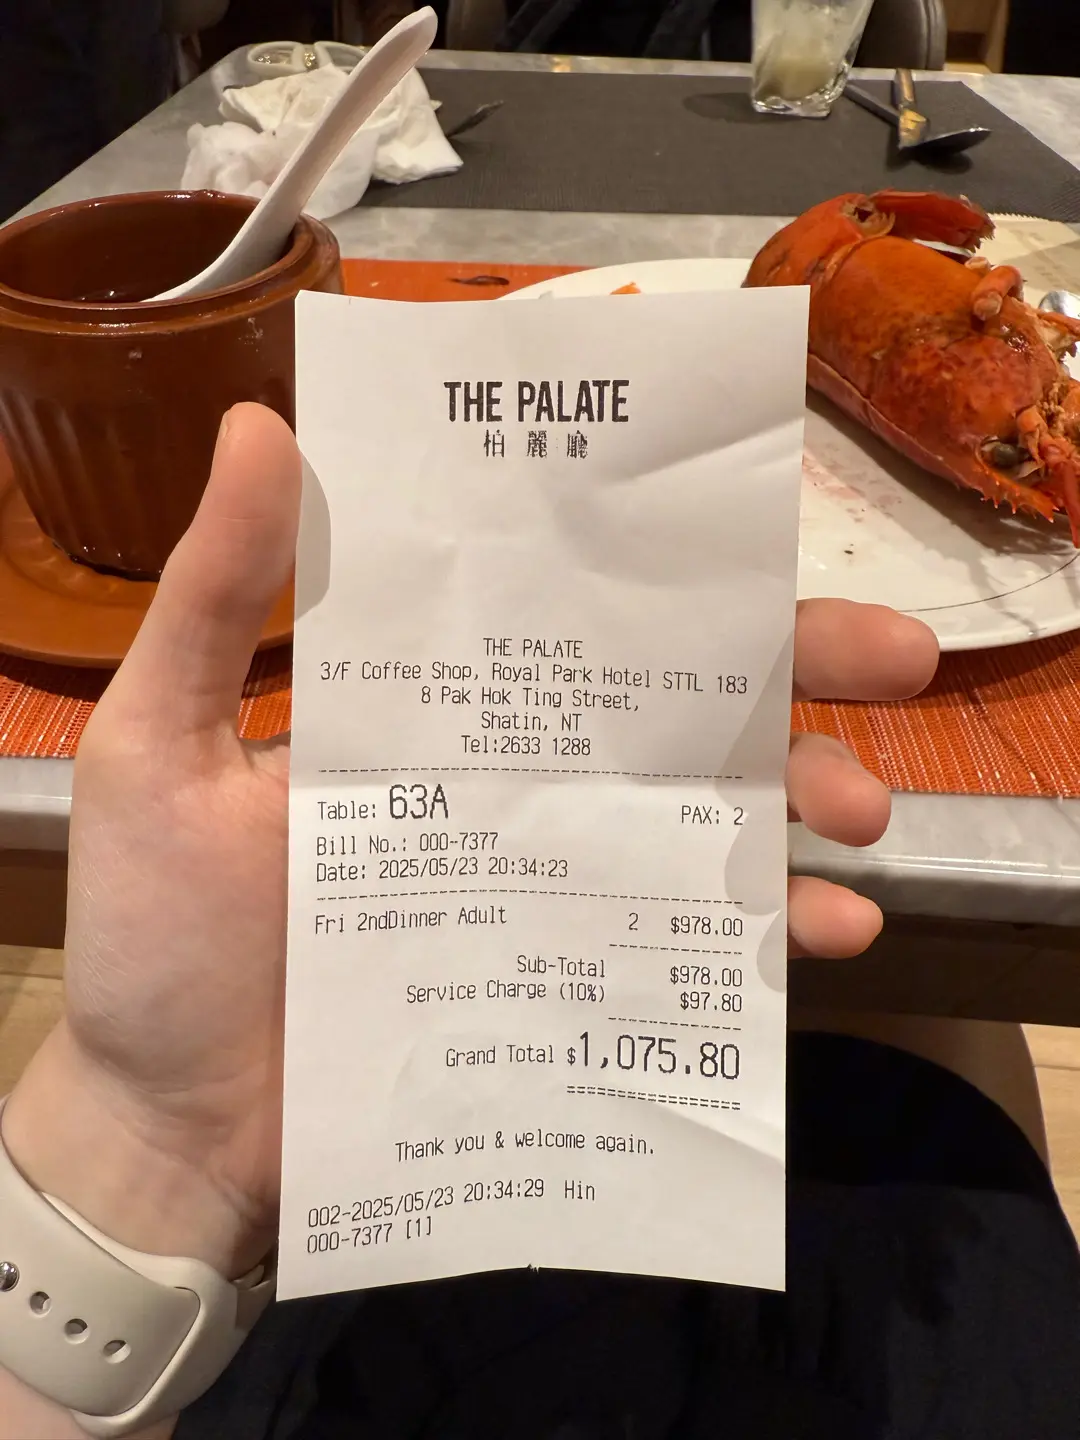 THE PALATE
柏麗廳
THE PALATE
3/F Coffee Shop, Royal Park Hotel STTL 183
8 Pak Hok Ting Street,
Shatin, NT
Tel:2633 1288
Table: 63A PAX: 2
Bill No.: 000-7377
Date: 2025/05/23 20:34:23
Fri 2ndDinner Adult 2 $978.00
Sub-Total $978.00
Service Charge (10%) $97.80
Grand Total $1,075.80
Thank you & welcome again.
002-2025/05/23 20:34:29 Hin
000-7377 [1]